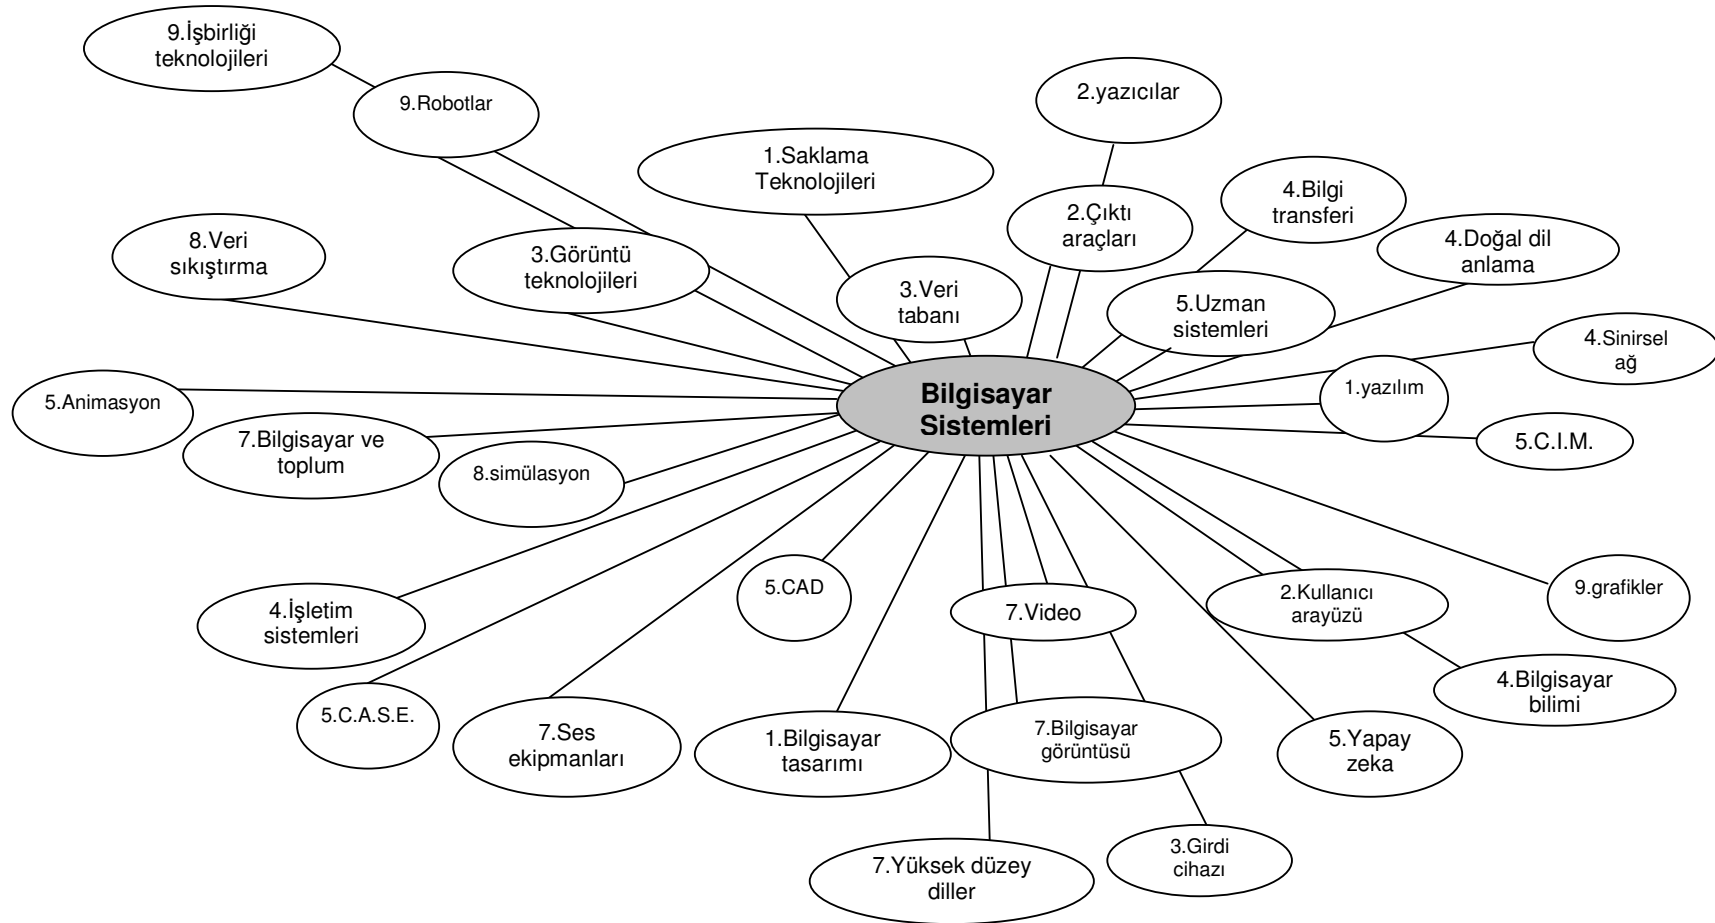 9.İşbirliği
teknolojileri
9.Robotlar
2.yazıcılar
1.Saklama
Teknolojileri
4.Bilgi
transferi
2.Çıktı
araçları
8.Veri
sıkıştırma
3.Görüntü
teknolojileri
4.Doğal dil
anlama
3.Veri
tabanı
5.Uzman
sistemleri
4.Sinirsel
ağ
1.yazılım
Bilgisayar
Sistemleri
5.Animasyon
7.Bilgisayar ve
toplum
8.simülasyon
5.C.I.M.
4.İşletim
sistemleri
5.CAD
7.Video
2.Kullanıcı
arayüzü
9.grafikler
4.Bilgisayar
bilimi
5.C.A.S.E.
7.Ses
ekipmanları
1.Bilgisayar
tasarımı
7.Bilgisayar
görüntüsü
5.Yapay
zeka
7.Yüksek düzey
diller
3.Girdi
cihazı